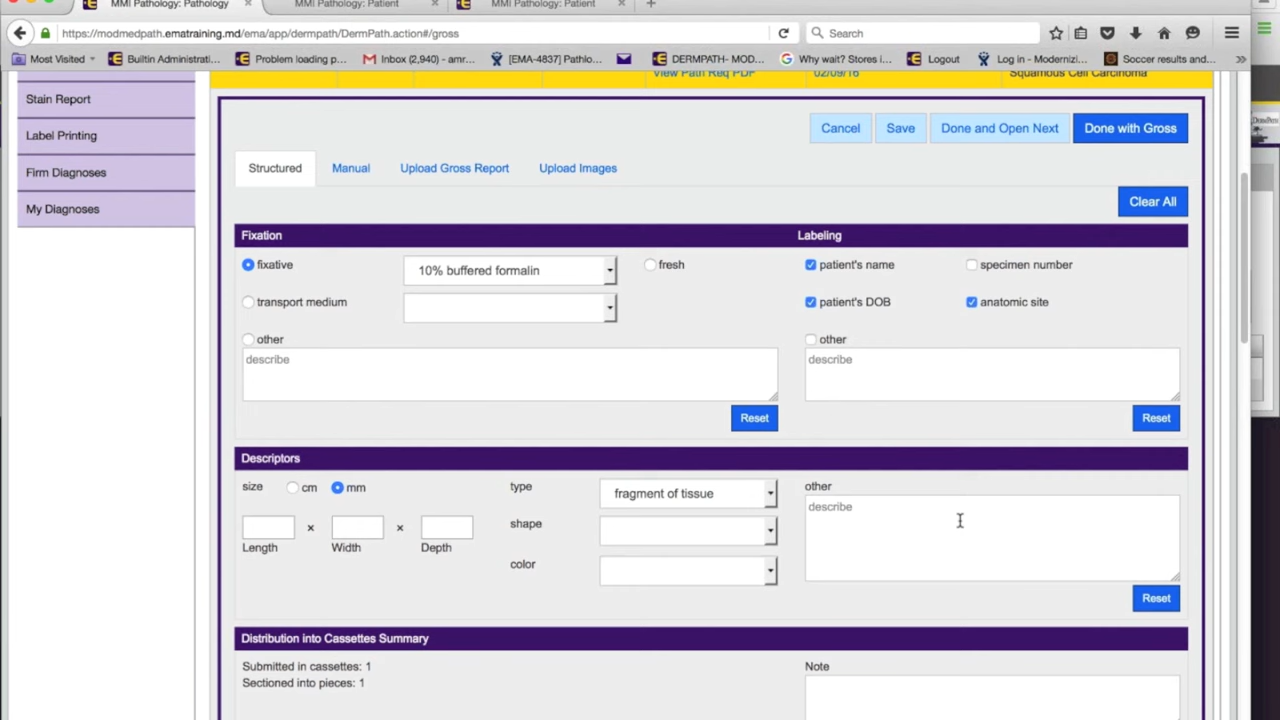 MMI Pathology: Pathology × MMI Pathology: Patient × MMI Pathology: Patient × +
https://modmedpath.ematraining.md/ema/app/dermpath/DermPath.action#/gross Search
Most Visited Builtin Administrati... Problem loading p... Inbox (2,940) - amr... [EMA-4837] Pathlo... DERMPATH- MOD... Why wait? Stores i... Logout Log in - Moderniz... Soccer results and... »
View Path Req PDF 02/09/16 Squamous Cell Carcinoma
Stain Report
Label Printing
Firm Diagnoses
My Diagnoses
Cancel Save Done and Open Next Done with Gross
Structured Manual Upload Gross Report Upload Images
Clear All
Fixation Labeling
fixative 10% buffered formalin fresh patient's name specimen number
transport medium patient's DOB anatomic site
other other
describe describe
Reset Reset
Descriptors
size cm mm type fragment of tissue other
describe
shape
× ×
Length Width Depth
color
Reset
Distribution into Cassettes Summary
Submitted in cassettes: 1 Note
Sectioned into pieces: 1